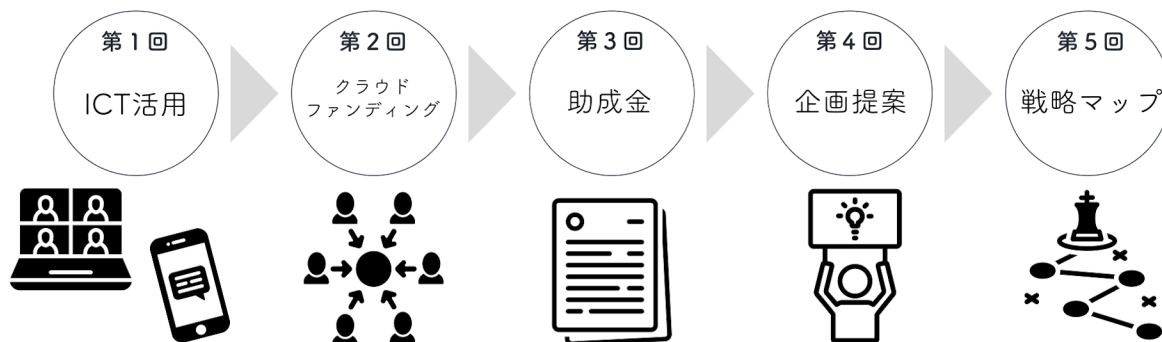 第1回
ICT活用
第2回
クラウド
ファンディング
第3回
助成金
第4回
企画提案
第5回
戦略マップ